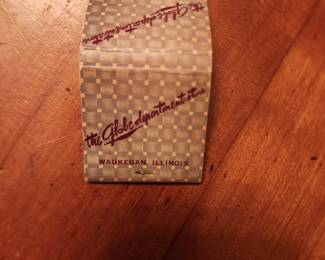 the Globe department store
the Globe department store
WAUKEGAN, ILLINOIS